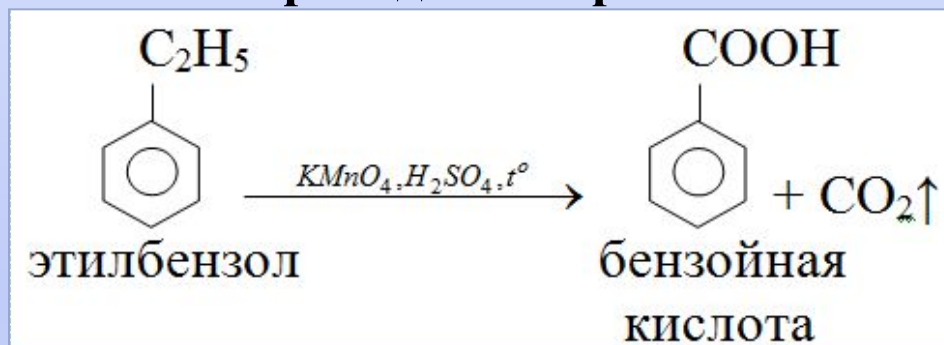 C₂H₅ COOH
KMnO₄,H₂SO₄,t°
+ CO₂↑
этилбензол бензойная
кислота